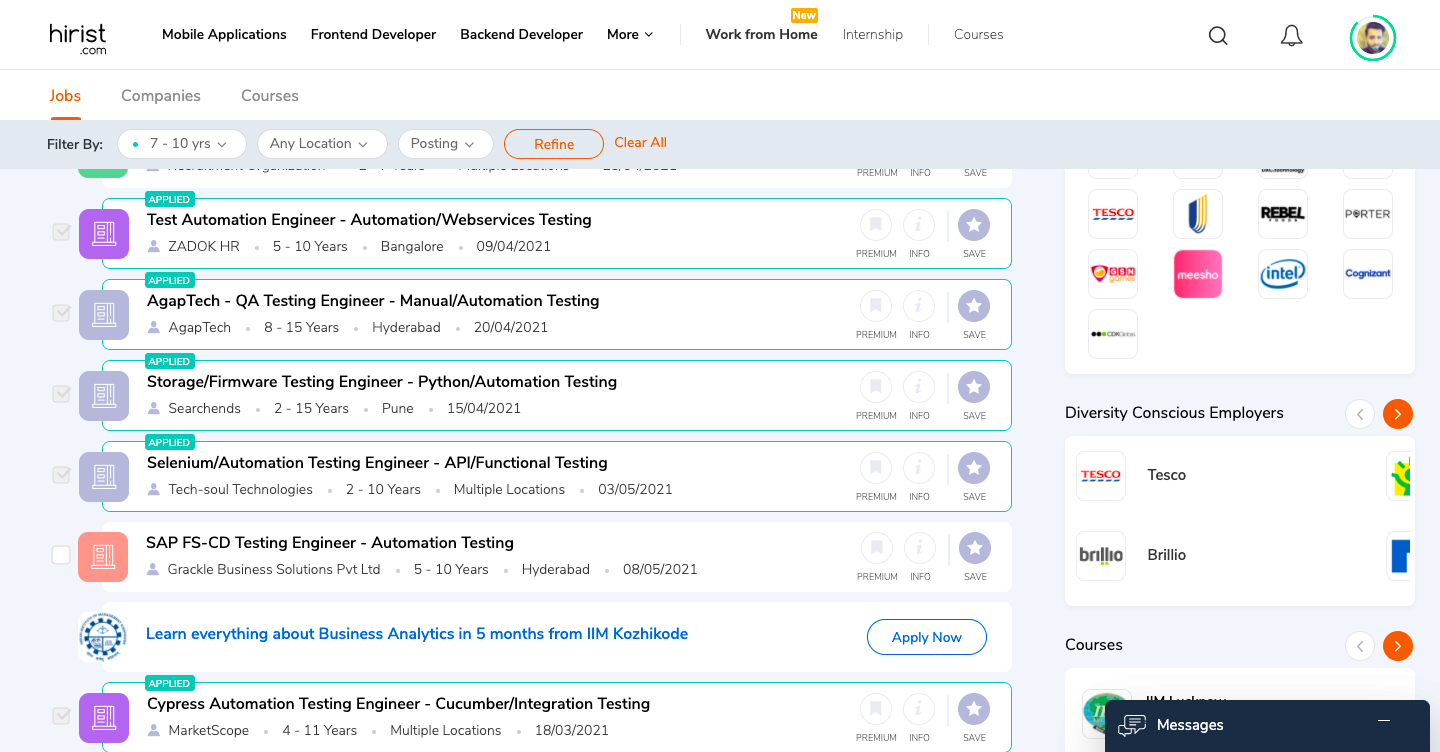 hirist
.com
Mobile Applications
Frontend Developer
Backend Developer
More
New
Work from Home
Internship
Courses
Jobs
Companies
Courses
Filter By:
7 - 10 yrs
Any Location
Posting
Refine
Clear All
PREMIUM INFO SAVE
APPLIED
Test Automation Engineer - Automation/Webservices Testing
ZADOK HR 5 - 10 Years Bangalore 09/04/2021
PREMIUM INFO SAVE
APPLIED
AgapTech - QA Testing Engineer - Manual/Automation Testing
AgapTech 8 - 15 Years Hyderabad 20/04/2021
PREMIUM INFO SAVE
APPLIED
Storage/Firmware Testing Engineer - Python/Automation Testing
Searchends 2 - 15 Years Pune 15/04/2021
PREMIUM INFO SAVE
APPLIED
Selenium/Automation Testing Engineer - API/Functional Testing
Tech-soul Technologies 2 - 10 Years Multiple Locations 03/05/2021
PREMIUM INFO SAVE
SAP FS-CD Testing Engineer - Automation Testing
Grackle Business Solutions Pvt Ltd 5 - 10 Years Hyderabad 08/05/2021
PREMIUM INFO SAVE
Learn everything about Business Analytics in 5 months from IIM Kozhikode
Apply Now
APPLIED
Cypress Automation Testing Engineer - Cucumber/Integration Testing
MarketScope 4 - 11 Years Multiple Locations 18/03/2021
PREMIUM INFO SAVE
TESCO
REBEL
FOODS
PORTER
GSN
games
meesho
intel
Cognizant
CDKGlobal
Diversity Conscious Employers
TESCO
Tesco
brillio
Brillio
Courses
IIM Lucknow
Messages